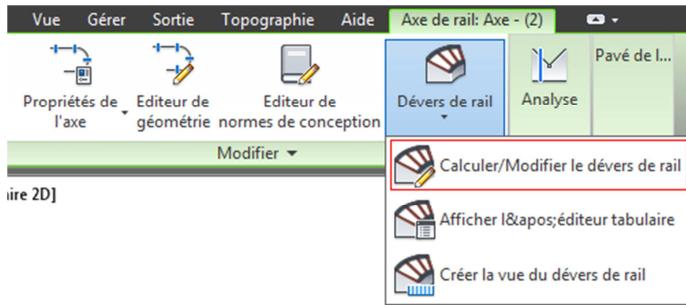 Vue Gérer Sortie Topographie Aide Axe de rail: Axe - (2)
Propriétés de l'axe
Editeur de géométrie
Editeur de normes de conception
Dévers de rail
Analyse
Pavé de l...
Modifier
Calculer/Modifier le dévers de rail
Afficher l&apos;éditeur tabulaire
Créer la vue du dévers de rail
ire 2D]